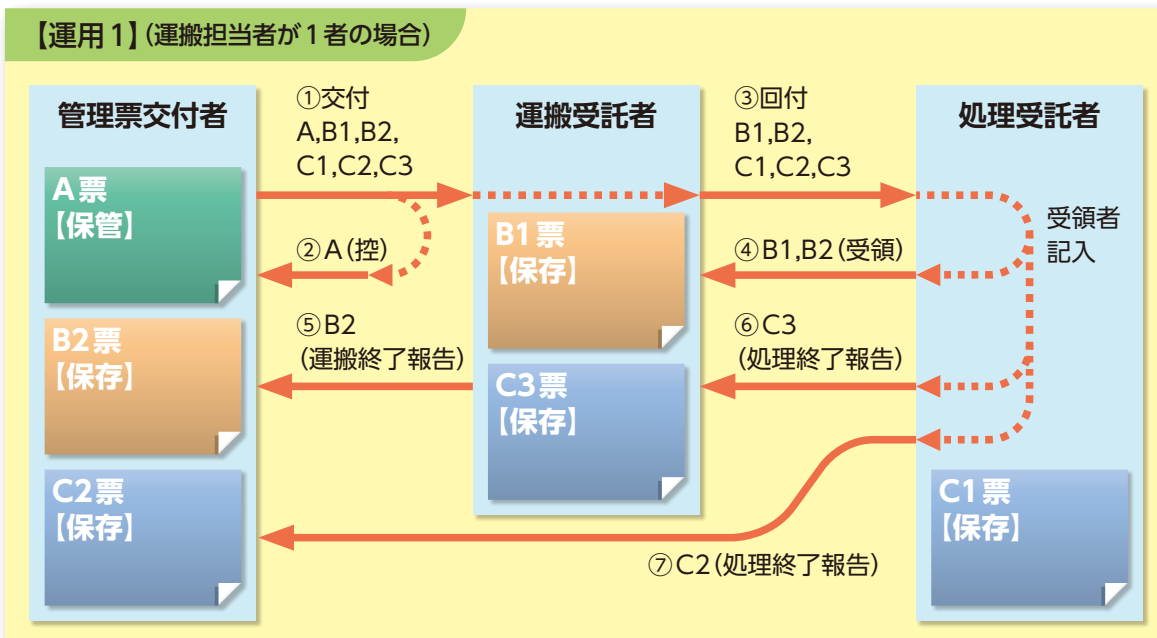 【運用1】(運搬担当者が1者の場合)
管理票交付者
①交付
A,B1,B2,
C1,C2,C3
運搬受託者
③回付
B1,B2,
C1,C2,C3
処理受託者
A票
【保管】
②A(控)
B1票
【保存】
④B1,B2(受領)
受領者
記入
B2票
【保存】
⑤B2
(運搬終了報告)
C3票
【保存】
⑥C3
(処理終了報告)
C2票
【保存】
⑦C2(処理終了報告)
C1票
【保存】